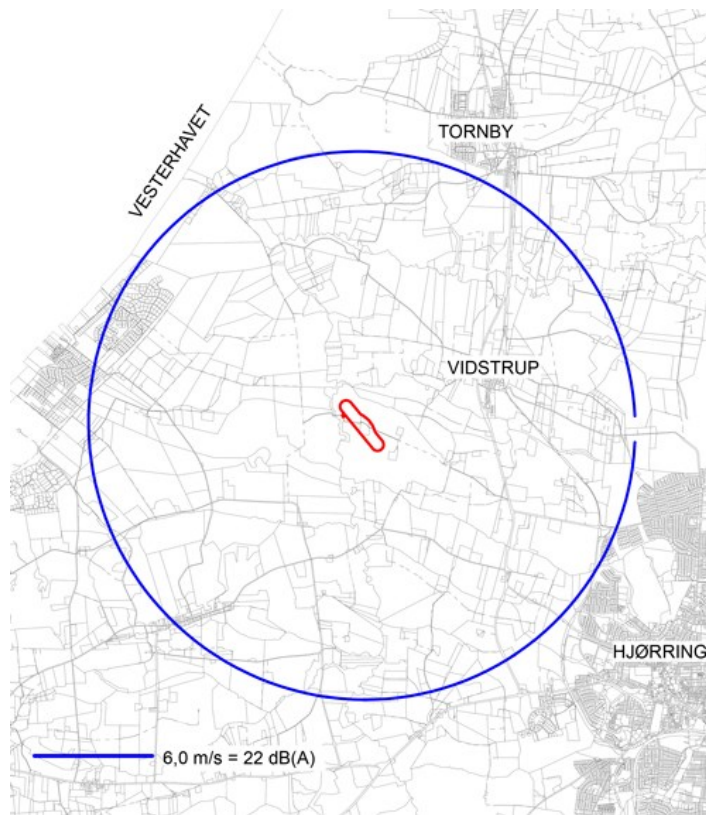 TORNBY
VESTERHAVET
VIDSTRUP
HJØRRING
6,0 m/s = 22 dB(A)